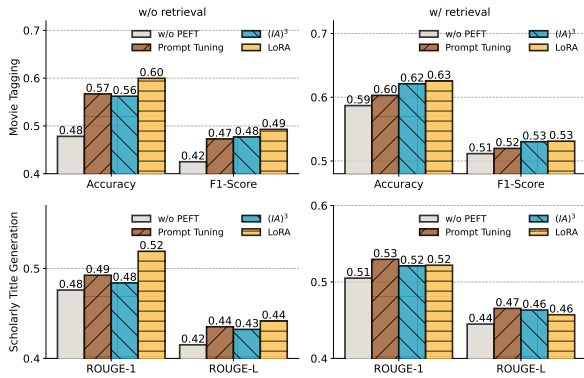 w/o retrieval
w/ retrieval
Movie Tagging
0.7
0.6
0.5
0.4
w/o PEFT
(IA)³
Prompt Tuning
LoRA
0.48
0.57
0.56
0.60
0.42
0.47
0.48
0.49
Accuracy
F1-Score
0.7
0.6
0.5
w/o PEFT
(IA)³
Prompt Tuning
LoRA
0.59
0.60
0.62
0.63
0.51
0.52
0.53
0.53
Accuracy
F1-Score
Scholarly Title Generation
0.5
0.4
w/o PEFT
(IA)³
Prompt Tuning
LoRA
0.48
0.49
0.48
0.52
0.42
0.44
0.43
0.44
ROUGE-1
ROUGE-L
0.6
0.5
0.4
w/o PEFT
(IA)³
Prompt Tuning
LoRA
0.51
0.53
0.52
0.52
0.44
0.47
0.46
0.46
ROUGE-1
ROUGE-L